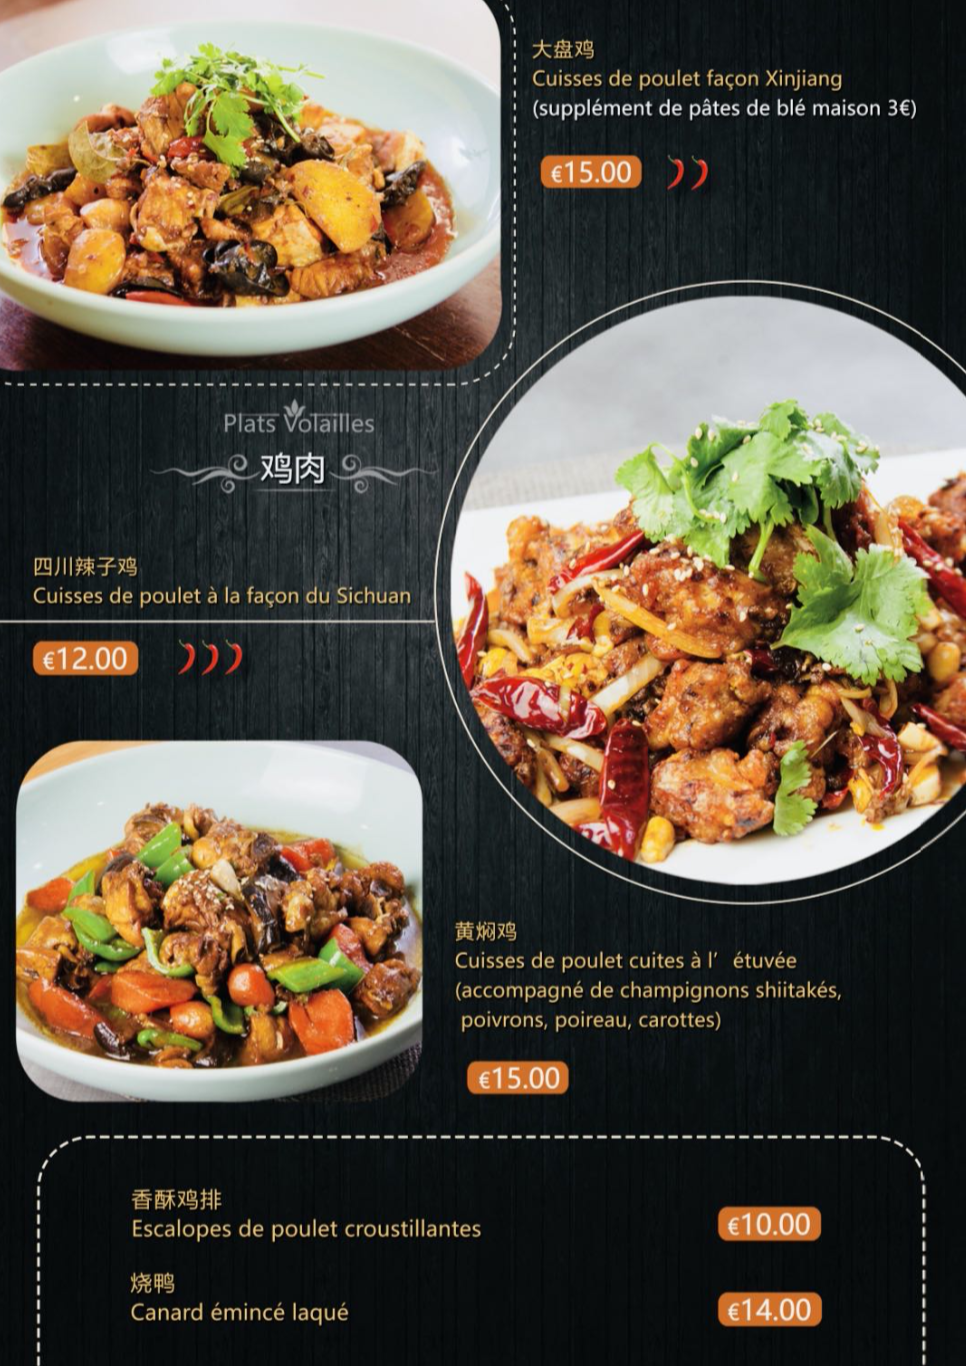 大盘鸡
Cuisses de poulet façon Xinjiang
(supplément de pâtes de blé maison 3€)
€15.00
Plats Volailles
鸡肉
四川辣子鸡
Cuisses de poulet à la façon du Sichuan
€12.00
黄焖鸡
Cuisses de poulet cuites à l’ étuvée
(accompagné de champignons shiitakés,
poivrons, poireau, carottes)
€15.00
香酥鸡排
Escalopes de poulet croustillantes
€10.00
烧鸭
Canard émincé laqué
€14.00